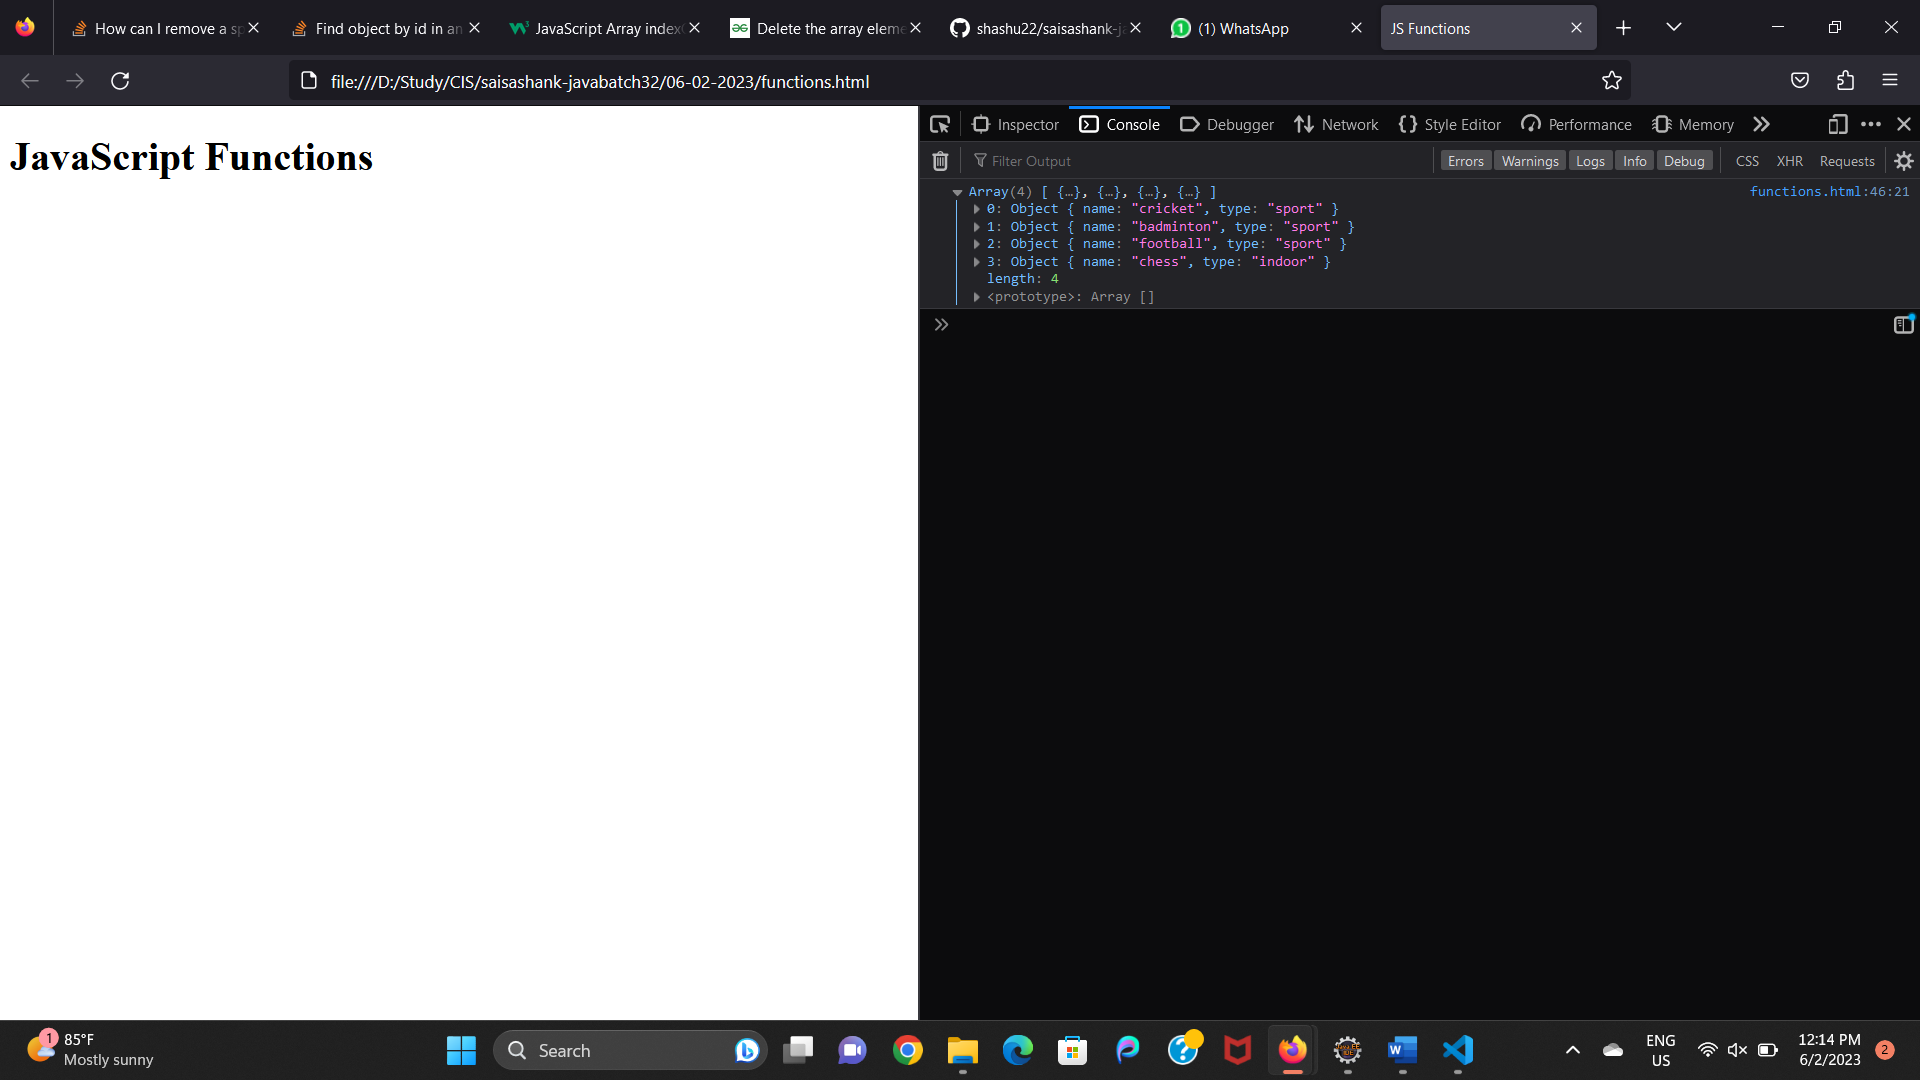 How can I remove a sp
Find object by id in an
JavaScript Array index
Delete the array eleme
shashu22/saisashank-ja
(1) WhatsApp
JS Functions
file:///D:/Study/CIS/saisashank-javabatch32/06-02-2023/functions.html
JavaScript Functions
Inspector
Console
Debugger
Network
Style Editor
Performance
Memory
Filter Output
Errors
Warnings
Logs
Info
Debug
CSS
XHR
Requests
Array(4) [ {…}, {…}, {…}, {…} ]
functions.html:46:21
0: Object { name: "cricket", type: "sport" }
1: Object { name: "badminton", type: "sport" }
2: Object { name: "football", type: "sport" }
3: Object { name: "chess", type: "indoor" }
length: 4
<prototype>: Array []
1
85°F
Mostly sunny
Search
ENG
US
12:14 PM
6/2/2023
2